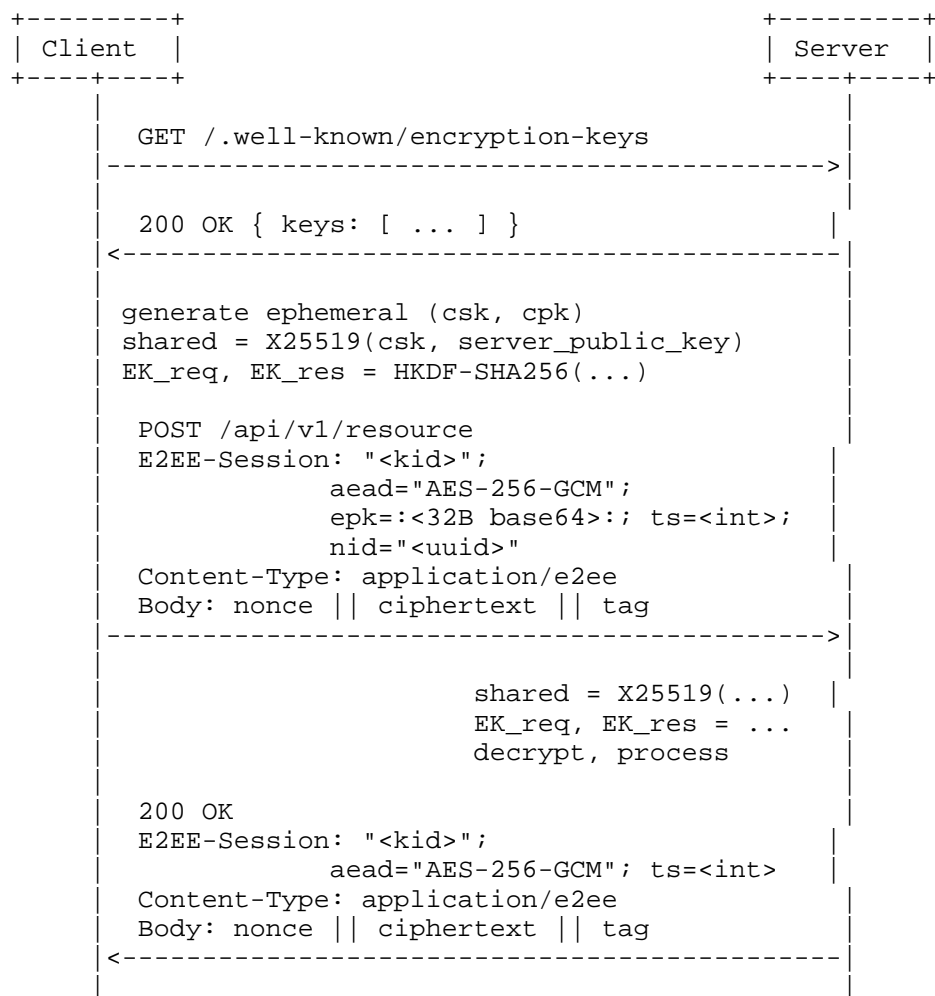 Client Server
GET /.well-known/encryption-keys
200 OK { keys: [ ... ] }
generate ephemeral (csk, cpk)
shared = X25519(csk, server_public_key)
EK_req, EK_res = HKDF-SHA256(...)
POST /api/v1/resource
E2EE-Session: "<kid>";
aead="AES-256-GCM";
epk=:<32B base64>:; ts=<int>;
nid="<uuid>"
Content-Type: application/e2ee
Body: nonce || ciphertext || tag
shared = X25519(...)
EK_req, EK_res = ...
decrypt, process
200 OK
E2EE-Session: "<kid>";
aead="AES-256-GCM"; ts=<int>
Content-Type: application/e2ee
Body: nonce || ciphertext || tag